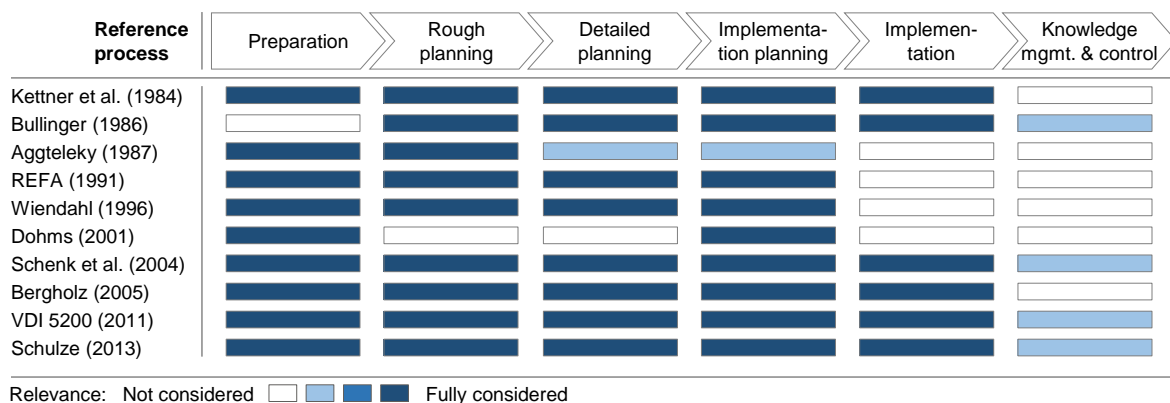 Reference process
Preparation
Rough planning
Detailed planning
Implementa-
tion planning
Implemen-
tation
Knowledge mgmt. & control
Kettner et al. (1984)
Bullinger (1986)
Aggteleky (1987)
REFA (1991)
Wiendahl (1996)
Dohms (2001)
Schenk et al. (2004)
Bergholz (2005)
VDI 5200 (2011)
Schulze (2013)
Relevance: Not considered Fully considered